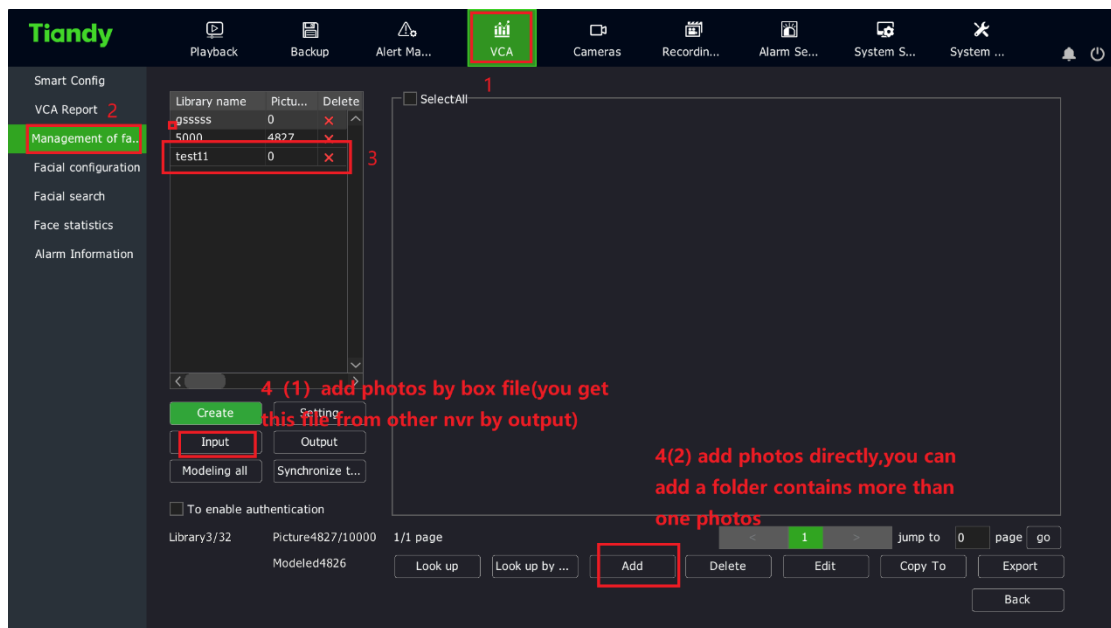 Tiandy
Playback
Backup
Alert Ma...
VCA
Cameras
Recordin...
Alarm Se...
System S...
System ...
1
Smart Config
VCA Report 2
Management of fa..
Facial configuration
Facial search
Face statistics
Alarm Information
Library name Pictu... Delete
gsssss 0
5000 4827
test11 0
3
SelectAll
4 (1) add photos by box file(you get
this file from other nvr by output)
Create Setting
Input Output
Modeling all Synchronize t...
4(2) add photos directly,you can
add a folder contains more than
one photos
To enable authentication
Library3/32 Picture4827/10000
Modeled4826
1/1 page
< 1 > jump to 0 page go
Look up Look up by ... Add Delete Edit Copy To Export
Back